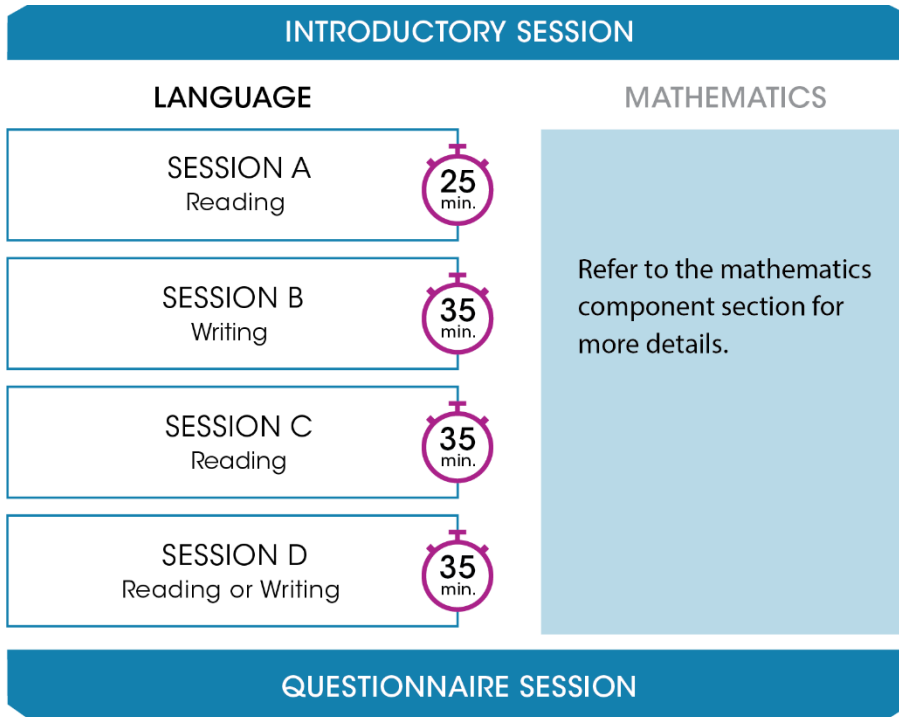 INTRODUCTORY SESSION
LANGUAGE
SESSION A
Reading
25
min.
SESSION B
Writing
35
min.
SESSION C
Reading
35
min.
SESSION D
Reading or Writing
35
min.
MATHEMATICS
Refer to the mathematics
component section for
more details.
QUESTIONNAIRE SESSION